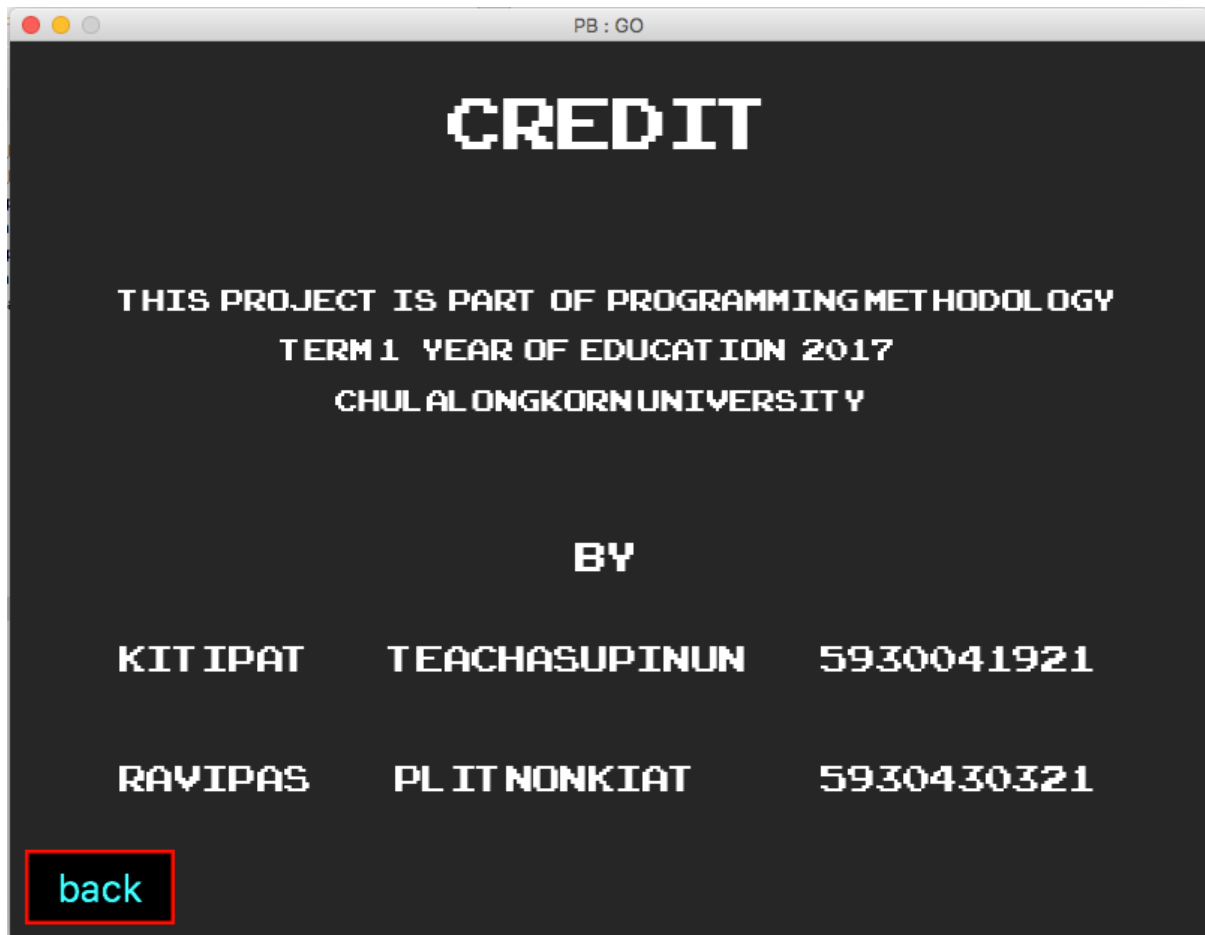 PB : GO
CREDIT
THIS PROJECT IS PART OF PROGRAMMING METHODOLOGY
TERM 1 YEAR OF EDUCATION 2017
CHULALONGKORN UNIVERSITY
BY
KITIPAT TEACHASUPINUN 5930041921
RAVIPAS PLITNONKIAT 5930430321
back